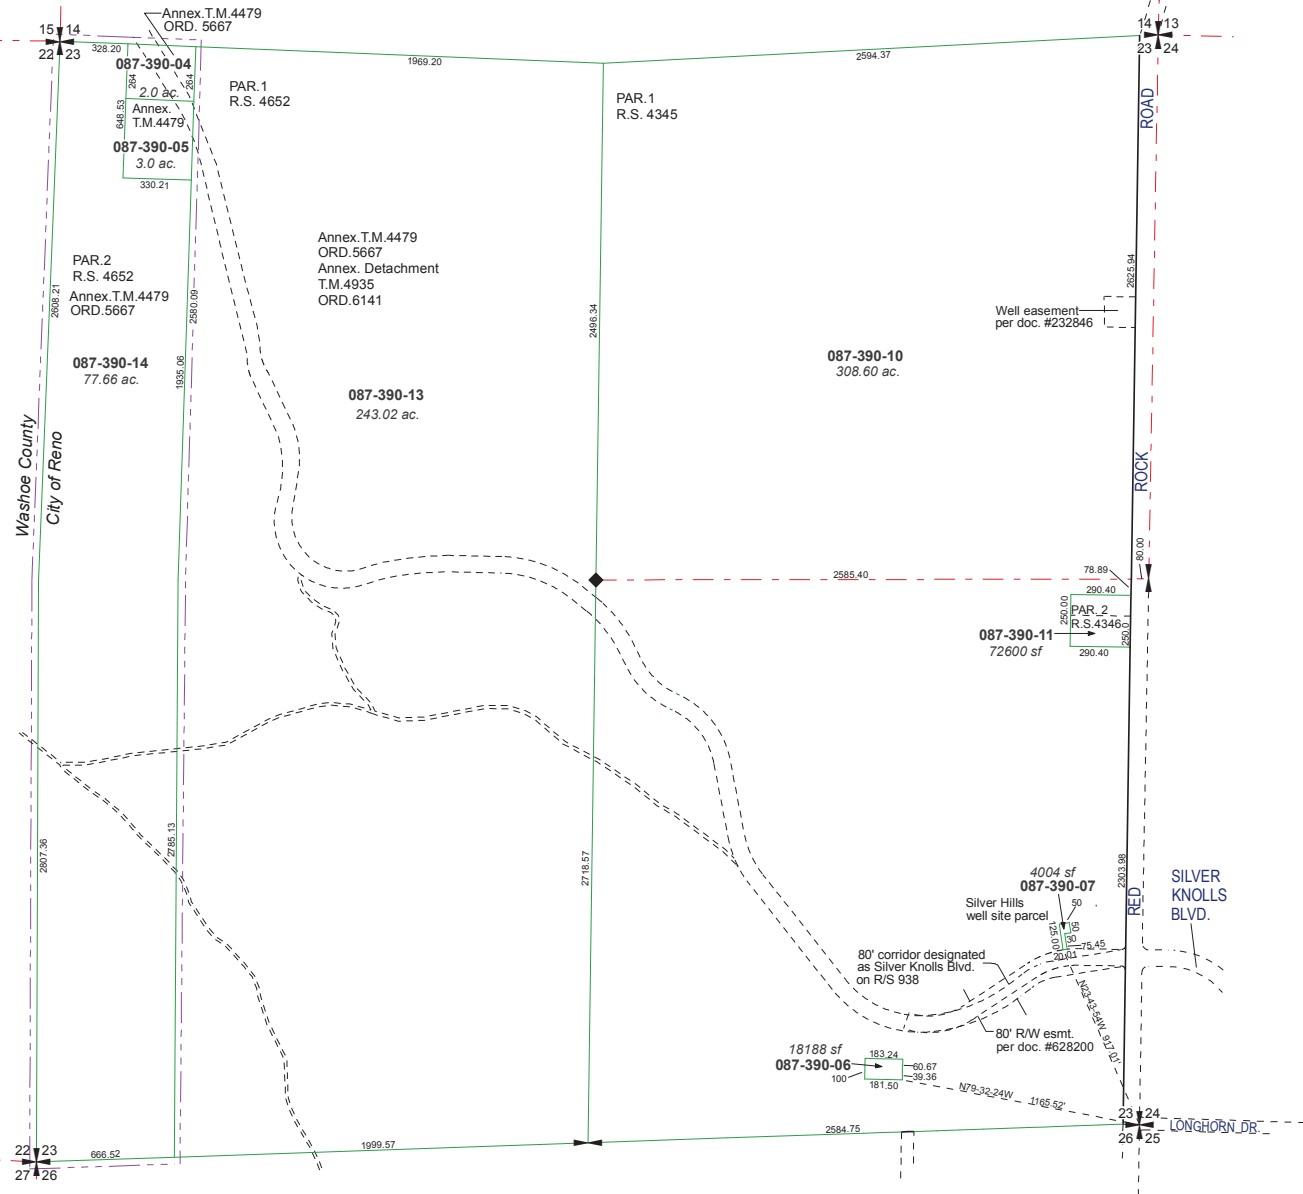 Annex.T.M.4479
ORD. 5667
15
14
22
23
328.20
087-390-04
264
264
2.0 ac.
648.53
Annex.
T.M.4479
087-390-05
3.0 ac.
330.21
PAR.1
R.S. 4652
1969.20
PAR.1
R.S. 4345
2594.37
14
13
23
24
ROAD
PAR.2
R.S. 4652
Annex.T.M.4479
ORD.5667
2608.21
2580.09
087-390-14
77.66 ac.
1935.06
Annex.T.M.4479
ORD.5667
Annex. Detachment
T.M.4935
ORD.6141
087-390-13
243.02 ac.
2496.34
2625.94
Well easement
per doc. #232846
087-390-10
308.60 ac.
Washoe County
City of Reno
ROCK
80.00
2585.40
78.89
290.40
250.00
PAR. 2
R.S.4346
250.0
087-390-11
72600 sf
290.40
2807.36
2785.13
2718.57
2303.98
RED
SILVER
KNOLLS
BLVD.
4004 sf
087-390-07
Silver Hills
well site parcel
50
50
125.00
30
75.45
20.01
80' corridor designated
as Silver Knolls Blvd.
on R/S 938
N23-43-54W
917.01'
80' R/W esmt.
per doc. #628200
18188 sf
087-390-06
183.24
60.67
39.36
100
181.50
N79-32-24W
1165.52'
23
24
26
25
LONGHORN DR.
22
23
27
26
666.52
1999.57
2584.75